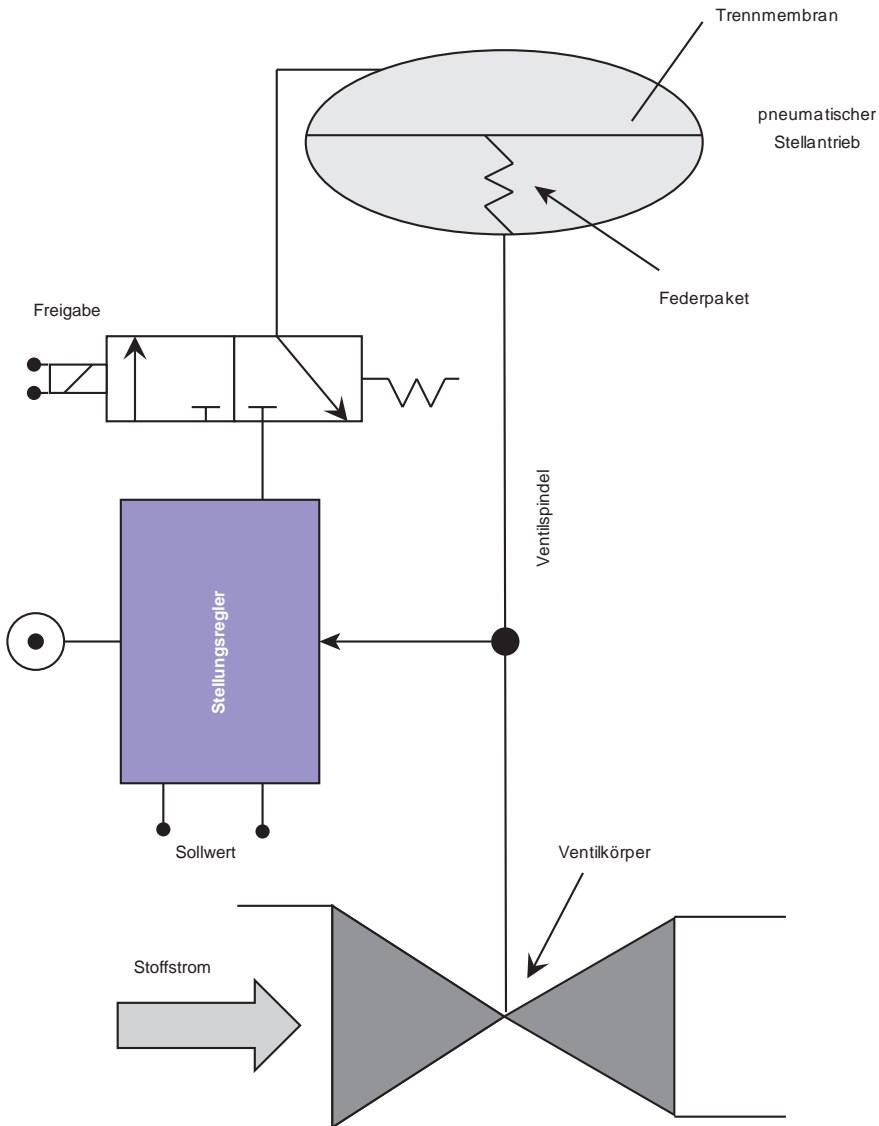 Trennmembran
pneumatischer
Stellantrieb
Federpaket
Freigabe
Ventilspindel
Stellungsregler
Sollwert
Ventilkörper
Stoffstrom